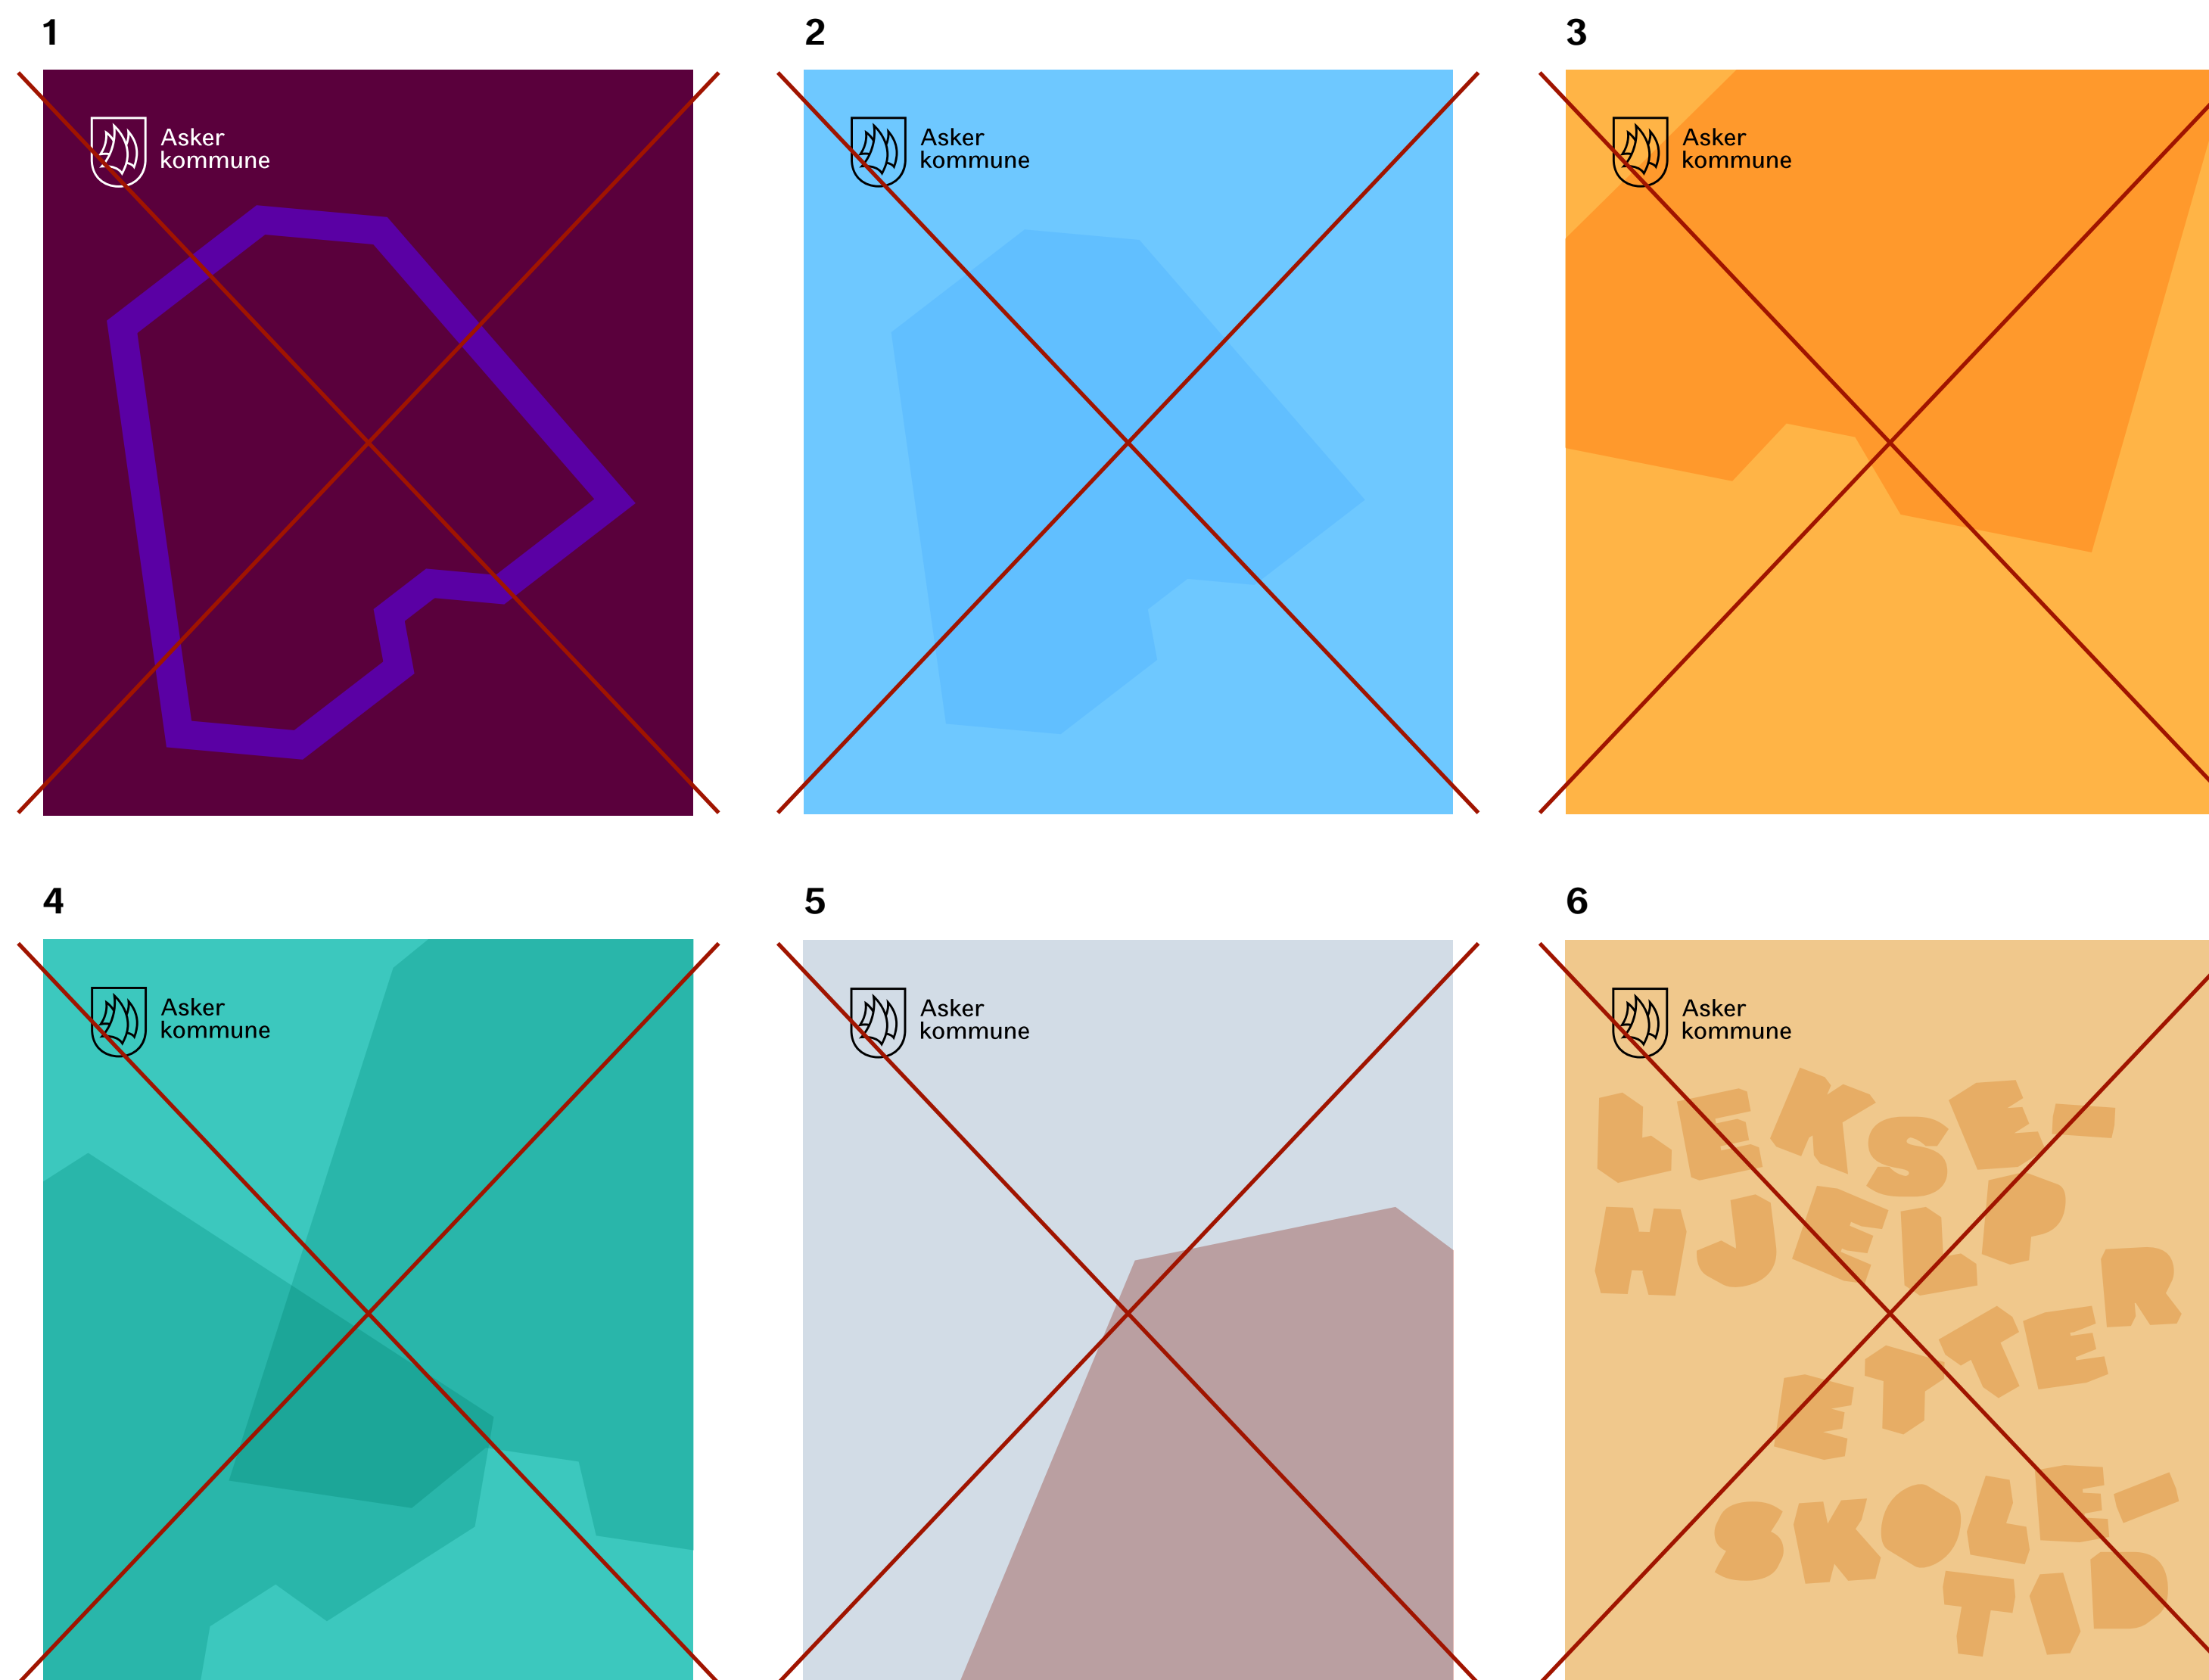 1
2
3
Asker
kommune
Asker
kommune
Asker
kommune
4
5
6
Asker
kommune
Asker
kommune
Asker
kommune
LEKSE-
HJELP
ETTER
SKOLE-
TID